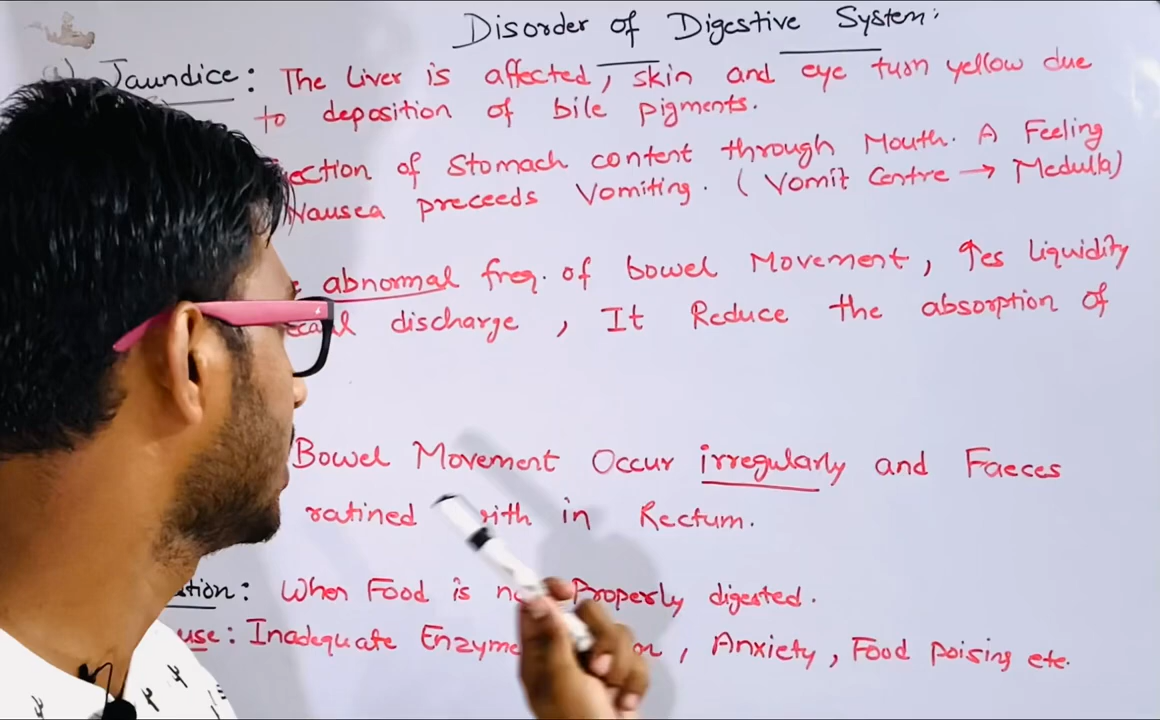 Disorder of Digestive System:
Jaundice: The Liver is affected, skin and eye turn yellow due
to deposition of bile pigments.
ection of Stomach content through Mouth. A Feeling
Nausea preceeds Vomiting. (Vomit Centre → Medulla)
abnormal freq. of bowel Movement, ↑es liquidity
discharge, It Reduce the absorption of
Bowel Movement Occur irregularly and Faeces
ratined with in Rectum.
tion: When Food is no Properly digested.
use: Inadequate Enzyme on, Anxiety, Food poising etc.